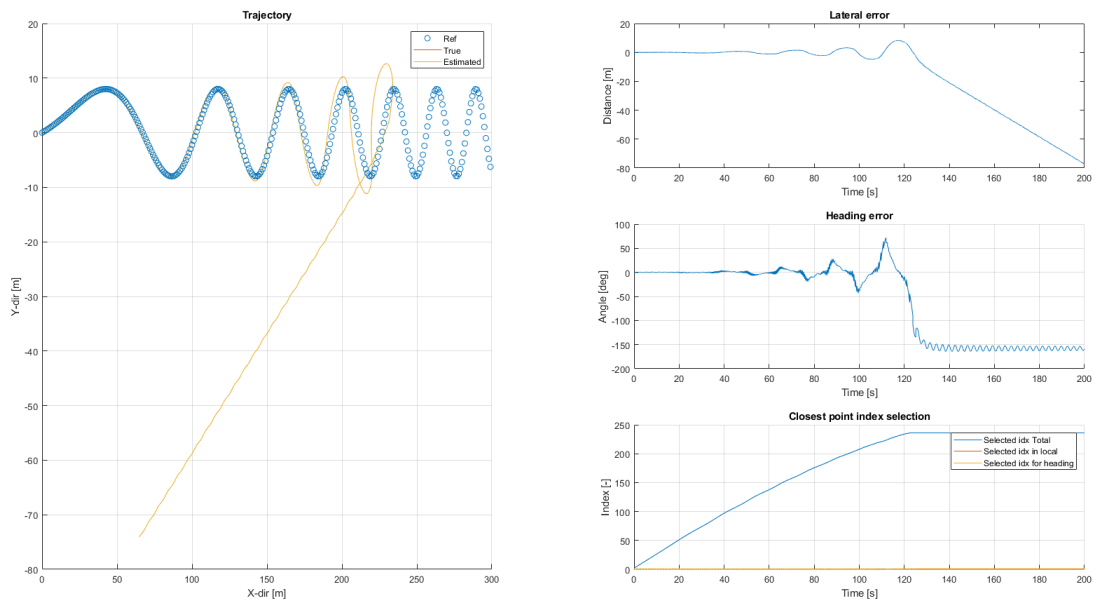 Trajectory
20
10
0
-10
-20
-30
-40
-50
-60
-70
-80
Y-dir [m]
0
50
100
150
200
250
300
X-dir [m]
Ref
True
Estimated
Lateral error
20
0
-20
-40
-60
-80
Distance [m]
0 20 40 60 80 100 120 140 160 180 200
Time [s]
Heading error
100
50
0
-50
-100
-150
-200
Angle [deg]
0 20 40 60 80 100 120 140 160 180 200
Time [s]
Closest point index selection
250
200
150
100
50
0
Index [-]
Selected idx Total
Selected idx in local
Selected idx for heading
0 20 40 60 80 100 120 140 160 180 200
Time [s]